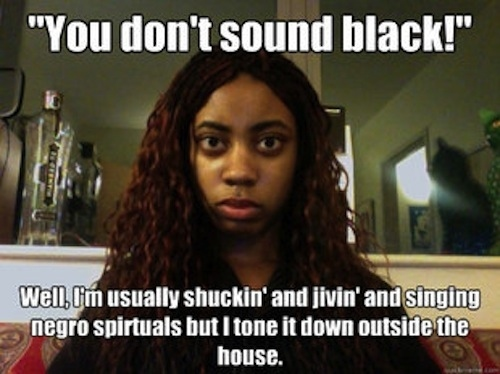 "You don't sound black!"
Well, I'm usually shuckin' and jivin' and singing
negro spirtuals but I tone it down outside the
house.